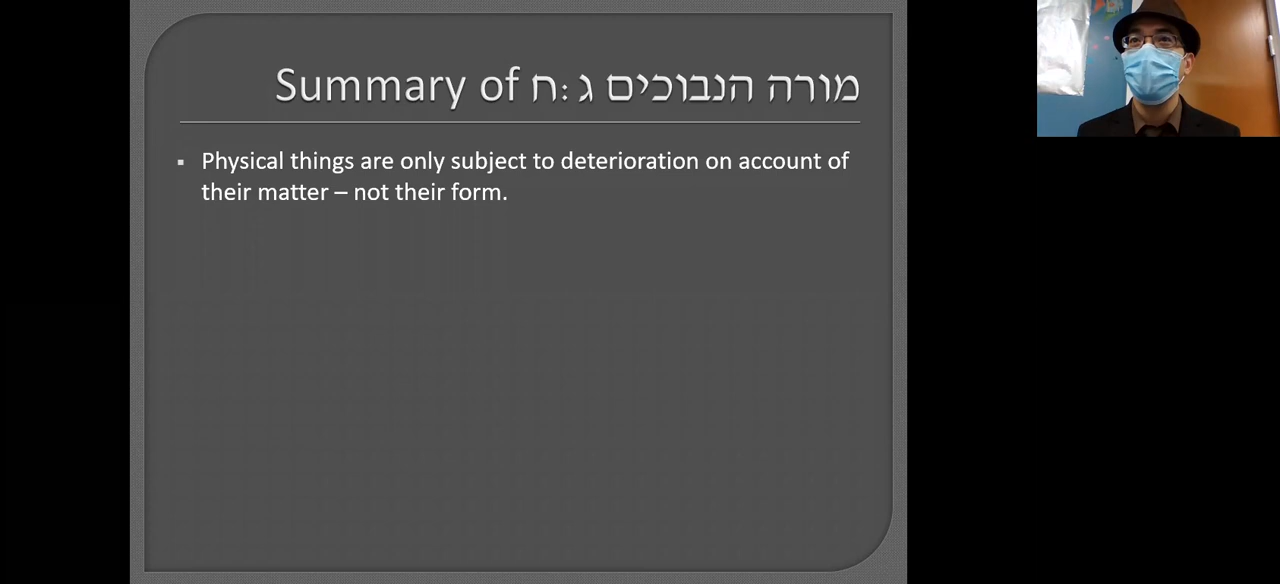 Summary of מורה הנבוכים ג :ח
▪ Physical things are only subject to deterioration on account of
their matter – not their form.